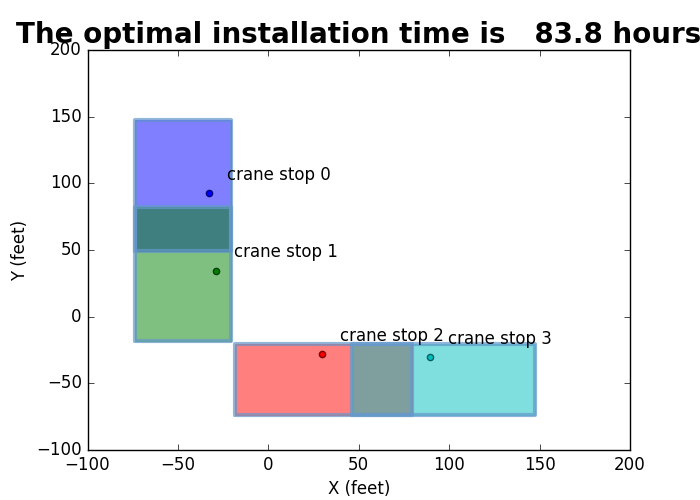 The optimal installation time is   83.8 hours
200
150
100
50
0
−50
−100
Y (feet)
crane stop 0
crane stop 1
crane stop 2
crane stop 3
−100
−50
0
50
100
150
200
X (feet)